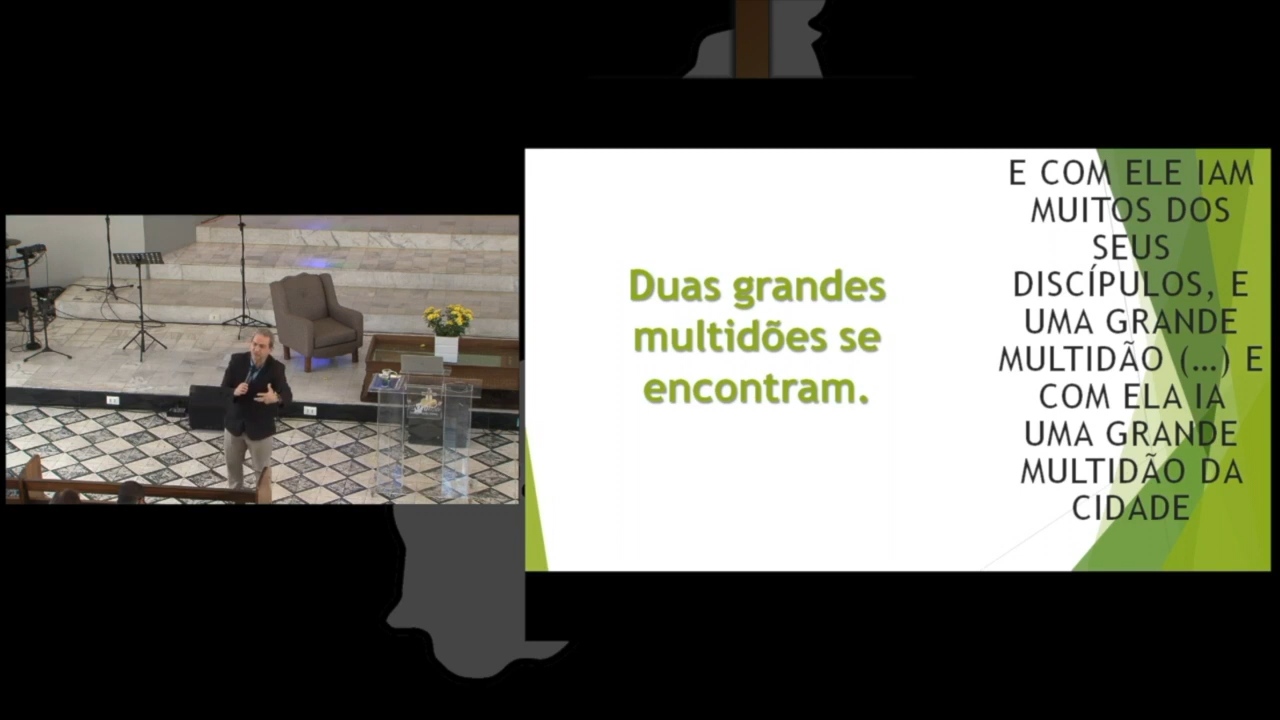 Duas grandes
multidões se
encontram.
E COM ELE IAM
MUITOS DOS
SEUS
DISCÍPULOS, E
UMA GRANDE
MULTIDÃO (...) E
COM ELA IA
UMA GRANDE
MULTIDÃO DA
CIDADE